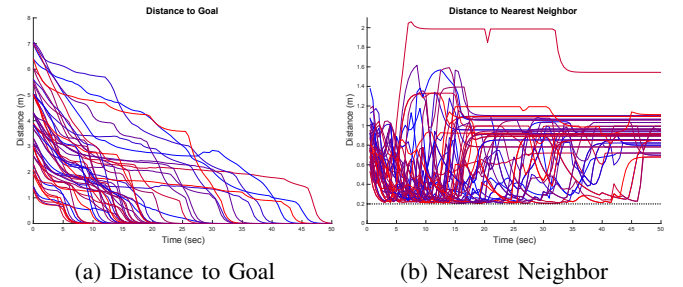 Distance to Goal
8
7
6
5
4
3
2
1
0
Distance (m)
0 5 10 15 20 25 30 35 40 45 50
Time (sec)
(a) Distance to Goal
Distance to Nearest Neighbor
2
1.8
1.6
1.4
1.2
1
0.8
0.6
0.4
0.2
0
Distance (m)
0 5 10 15 20 25 30 35 40 45 50
Time (sec)
(b) Nearest Neighbor